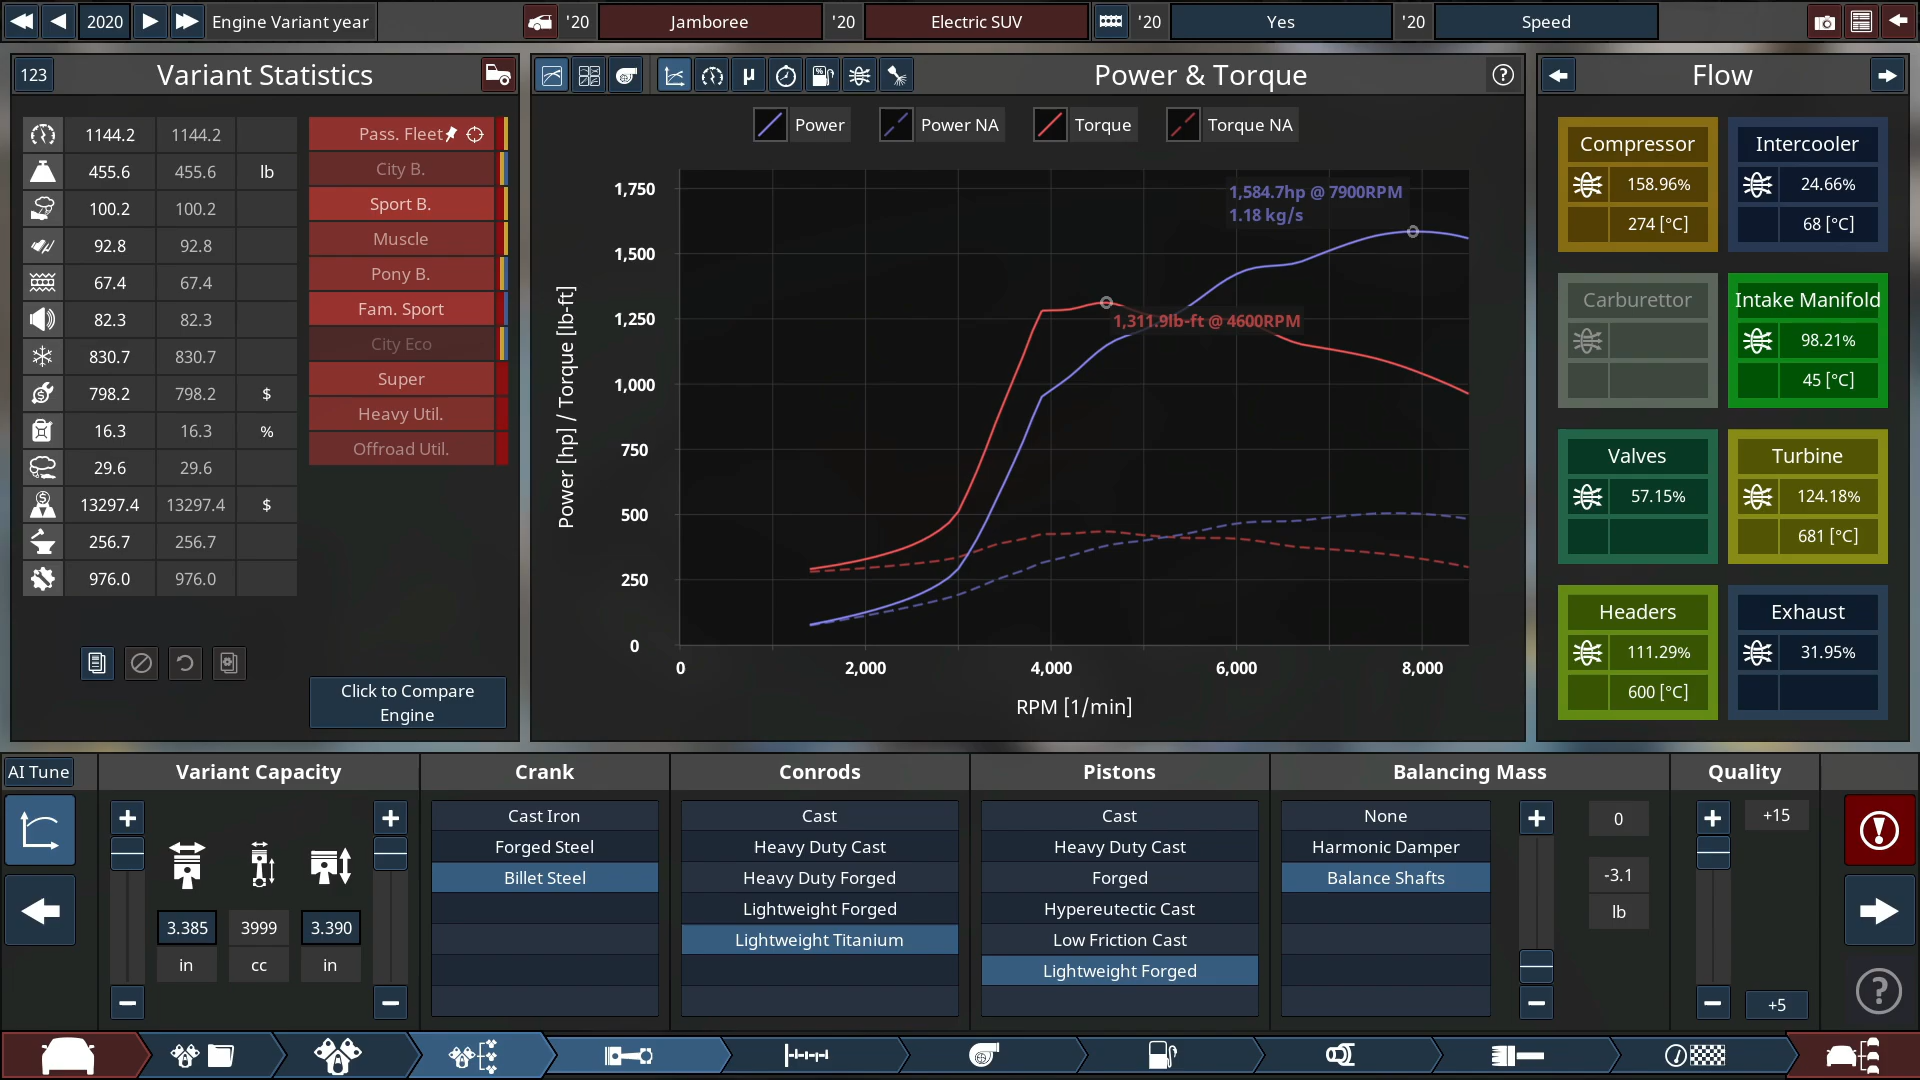 2020
Engine Variant year
'20
Jamboree
'20
Electric SUV
'20
Yes
'20
Speed
123
Variant Statistics
1144.2 1144.2
455.6 455.6 lb
100.2 100.2
92.8 92.8
67.4 67.4
82.3 82.3
830.7 830.7
798.2 798.2 $
16.3 16.3 %
29.6 29.6
13297.4 13297.4 $
256.7 256.7
976.0 976.0
Pass. Fleet
City B.
Sport B.
Muscle
Pony B.
Fam. Sport
City Eco
Super
Heavy Util.
Offroad Util.
Click to Compare
Engine
μ
%
Power & Torque
?
Power
Power NA
Torque
Torque NA
Power [hp] / Torque [lb-ft]
1,750
1,500
1,250
1,000
750
500
250
0
1,584.7hp @ 7900RPM
1.18 kg/s
1,311.9lb-ft @ 4600RPM
0 2,000 4,000 6,000 8,000
RPM [1/min]
Flow
Compressor
158.96%
274 [°C]
Intercooler
24.66%
68 [°C]
Carburettor
Intake Manifold
98.21%
45 [°C]
Valves
57.15%
Turbine
124.18%
681 [°C]
Headers
111.29%
600 [°C]
Exhaust
31.95%
AI Tune
Variant Capacity
3.385 3999 3.390
in cc in
Crank
Cast Iron
Forged Steel
Billet Steel
Conrods
Cast
Heavy Duty Cast
Heavy Duty Forged
Lightweight Forged
Lightweight Titanium
Pistons
Cast
Heavy Duty Cast
Forged
Hypereutectic Cast
Low Friction Cast
Lightweight Forged
Balancing Mass
None
Harmonic Damper
Balance Shafts
0
-3.1
lb
Quality
+15
+5
?